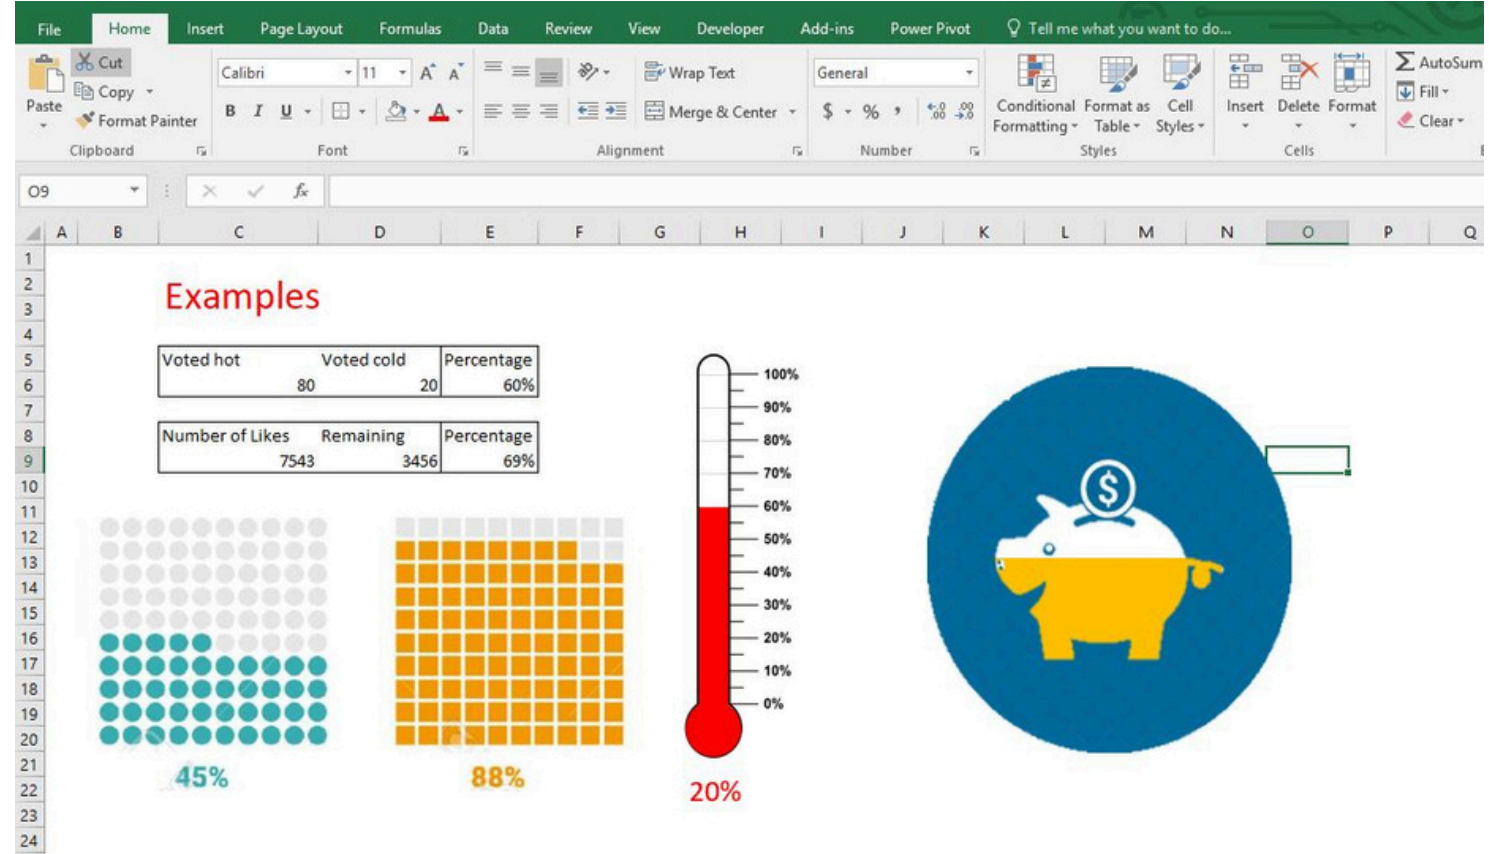 File Home Insert Page Layout Formulas Data Review View Developer Add-ins Power Pivot Tell me what you want to do...
Cut
Copy
Format Painter
Paste
Clipboard
Calibri 11 A A
B I U A
Font
Wrap Text
Merge & Center
Alignment
General
$ % , .0 .00 .00 .0
Number
Conditional Formatting
Format as Table
Cell Styles
Styles
Insert Delete Format
Cells
AutoSum
Fill
Clear
O9 fx
A B C D E F G H I J K L M N O P Q
1
2
3
4
5
6
7
8
9
10
11
12
13
14
15
16
17
18
19
20
21
22
23
24
Examples
Voted hot Voted cold Percentage
80 20 60%
Number of Likes Remaining Percentage
7543 3456 69%
45%
88%
100%
90%
80%
70%
60%
50%
40%
30%
20%
10%
0%
20%
$